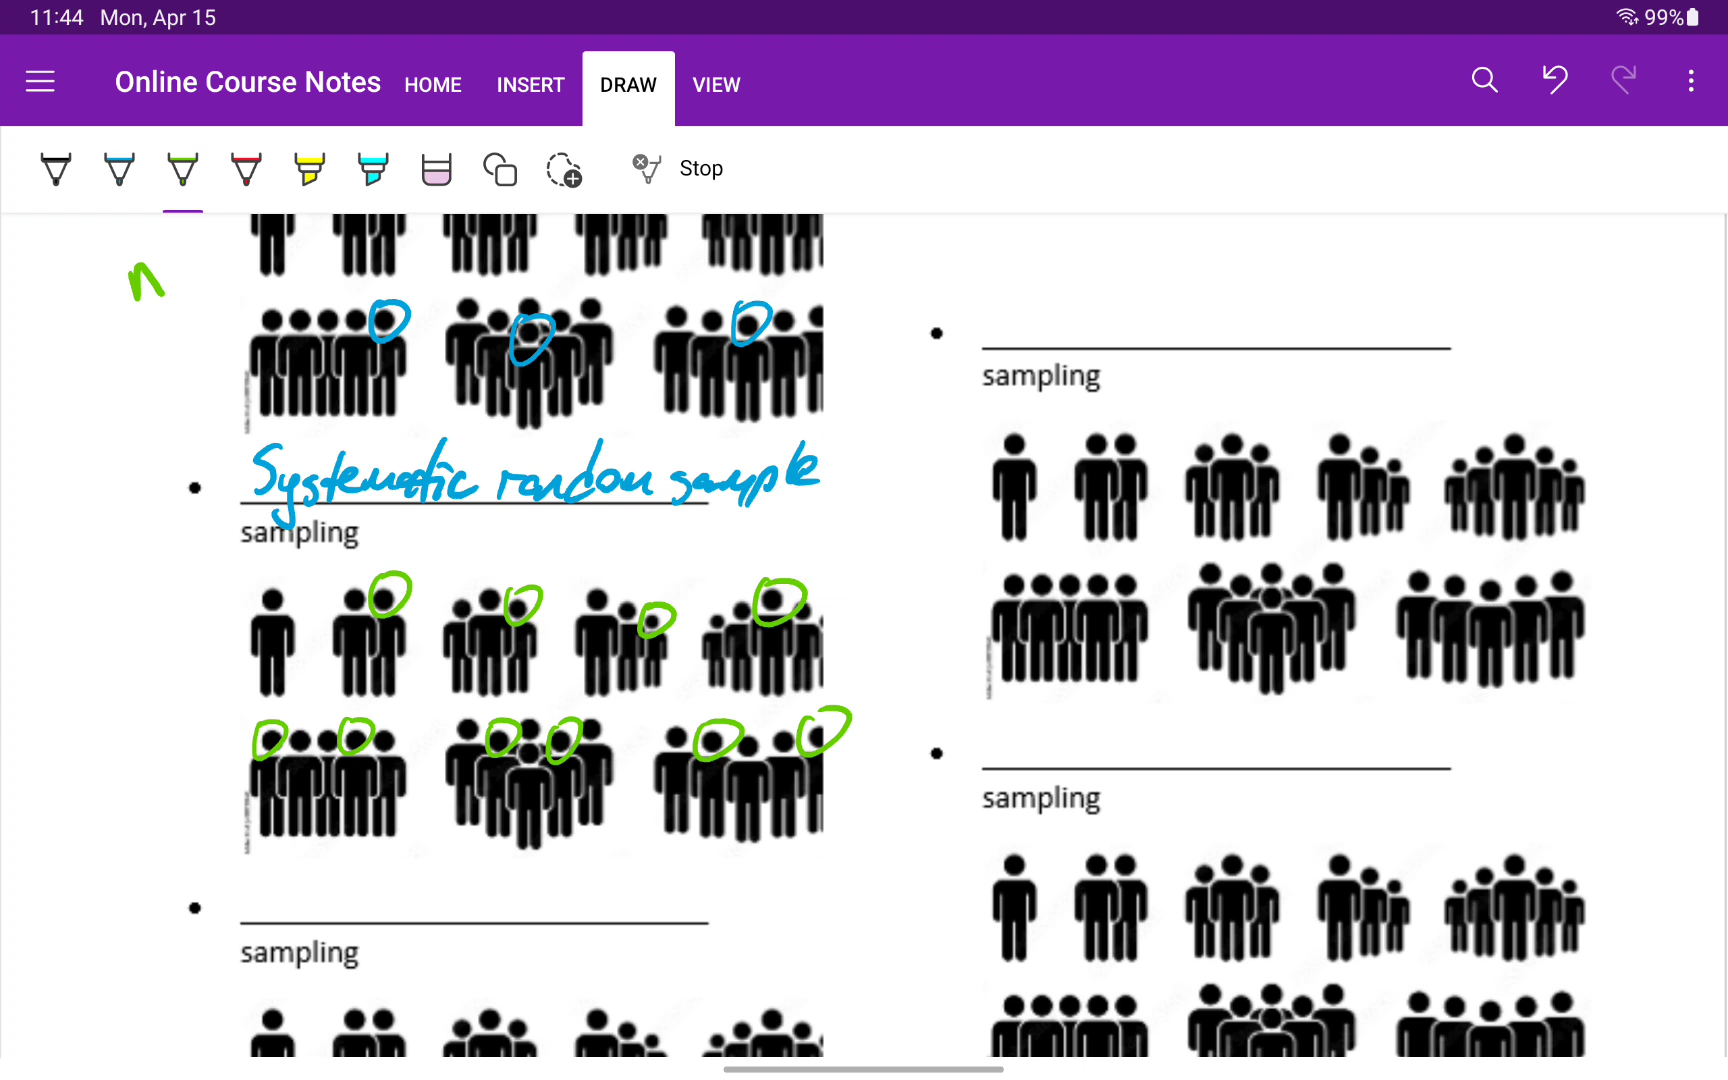 11:44 Mon, Apr 15 99%
Online Course Notes HOME INSERT DRAW VIEW
Stop
n
Systematic random sample
sampling
sampling
sampling
sampling